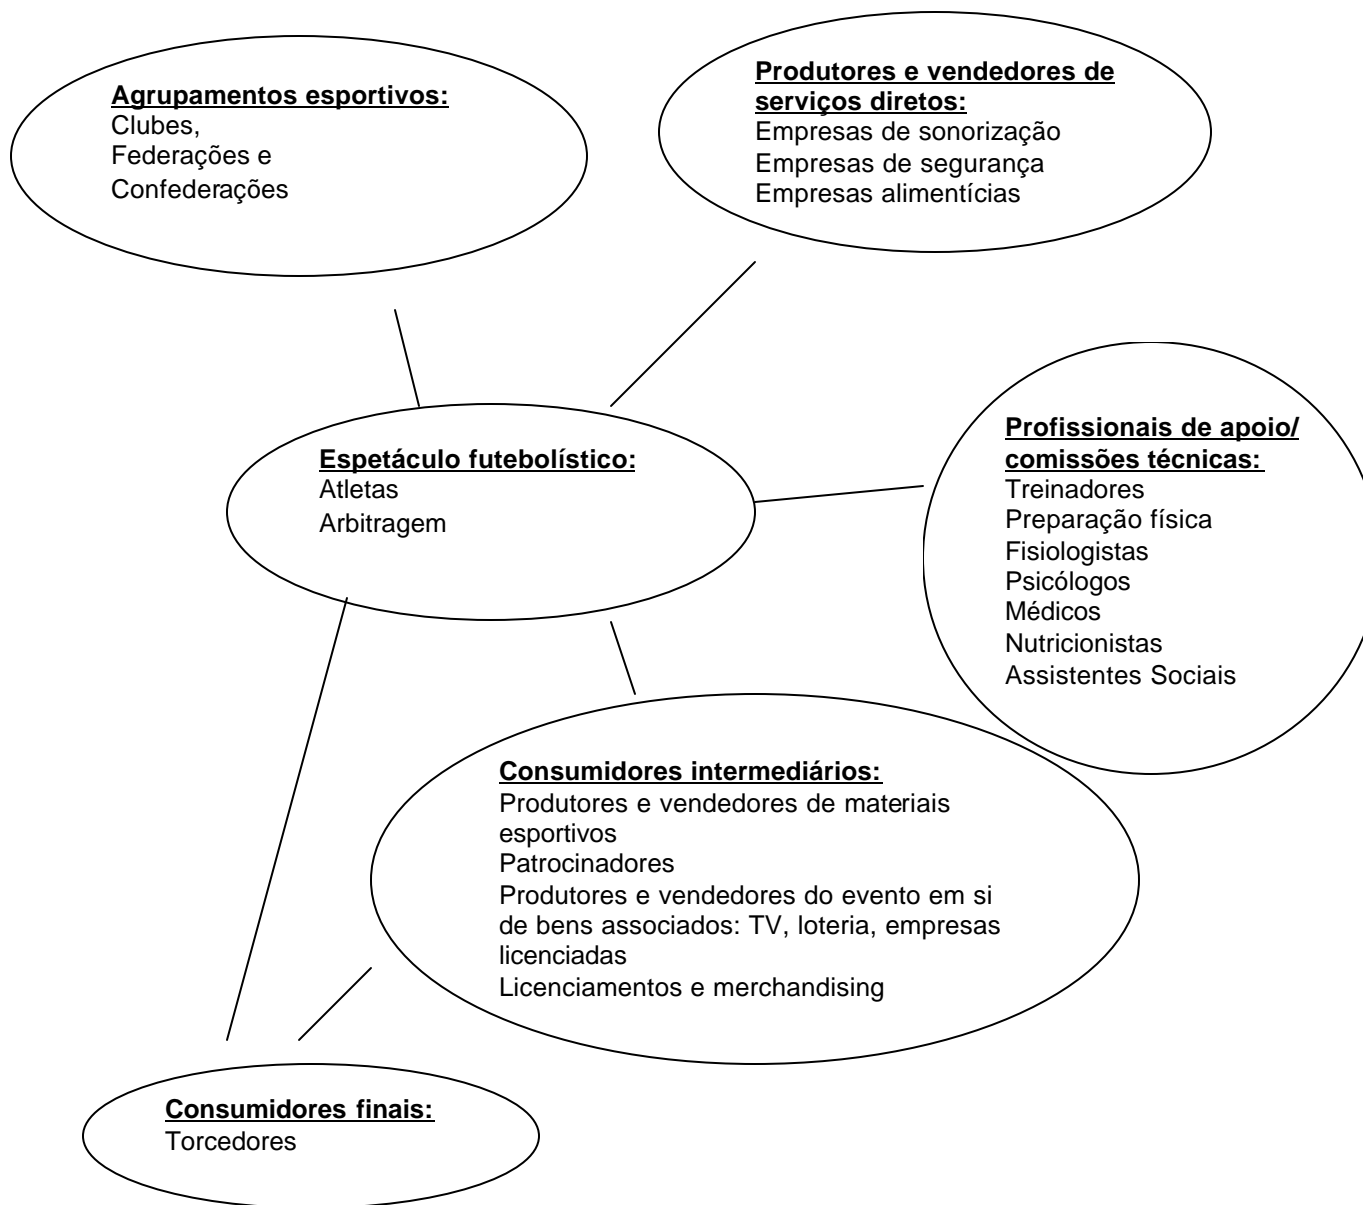 Agrupamentos esportivos:
Clubes,
Federações e
Confederações
Produtores e vendedores de
serviços diretos:
Empresas de sonorização
Empresas de segurança
Empresas alimentícias
Espetáculo futebolístico:
Atletas
Arbitragem
Profissionais de apoio/
comissões técnicas:
Treinadores
Preparação física
Fisiologistas
Psicólogos
Médicos
Nutricionistas
Assistentes Sociais
Consumidores intermediários:
Produtores e vendedores de materiais
esportivos
Patrocinadores
Produtores e vendedores do evento em si
de bens associados: TV, loteria, empresas
licenciadas
Licenciamentos e merchandising
Consumidores finais:
Torcedores